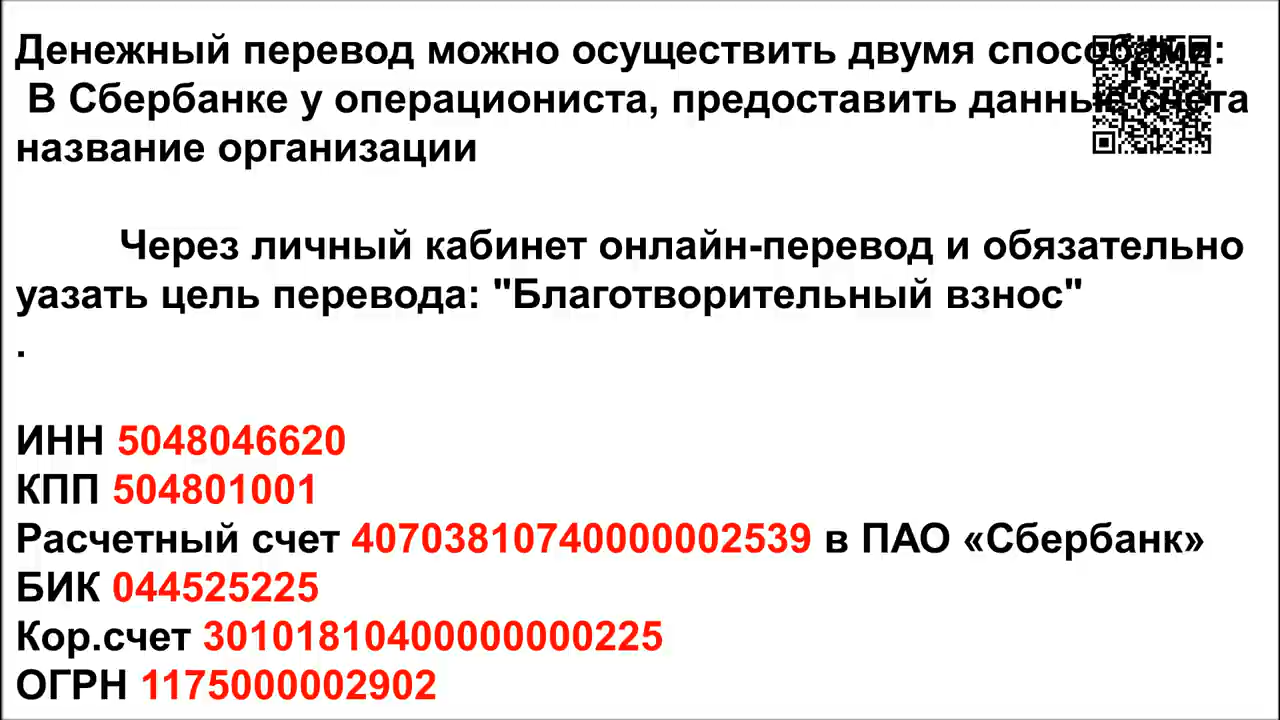 Денежный перевод можно осуществить двумя способами:
В Сбербанке у операциониста, предоставить данные счета
название организации
Через личный кабинет онлайн-перевод и обязательно
уазать цель перевода: "Благотворительный взнос"
.
ИНН 5048046620
КПП 504801001
Расчетный счет 40703810740000002539 в ПАО «Сбербанк»
БИК 044525225
Кор.счет 30101810400000000225
ОГРН 1175000002902